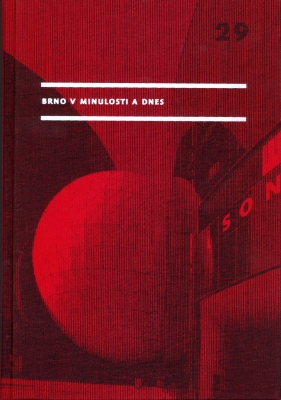 29
BRNO V MINULOSTI A DNES
SON